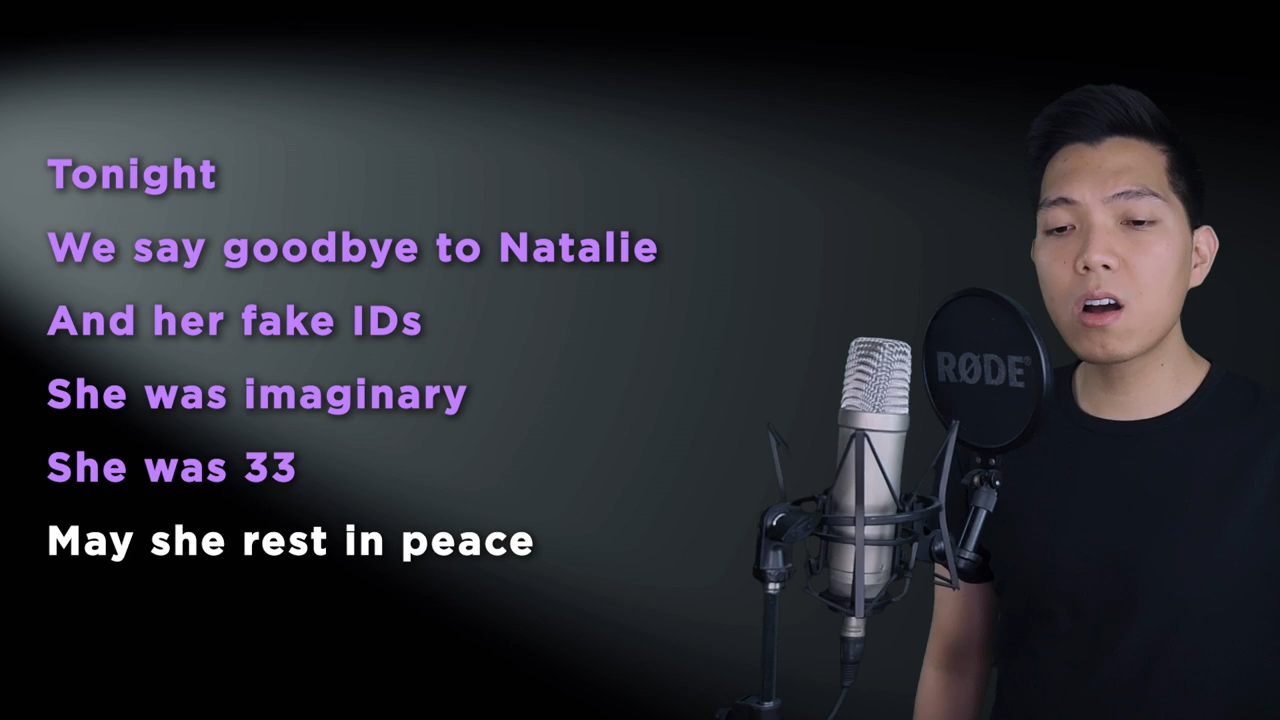 Tonight
We say goodbye to Natalie
And her fake IDs
She was imaginary
She was 33
May she rest in peace
RØDE®